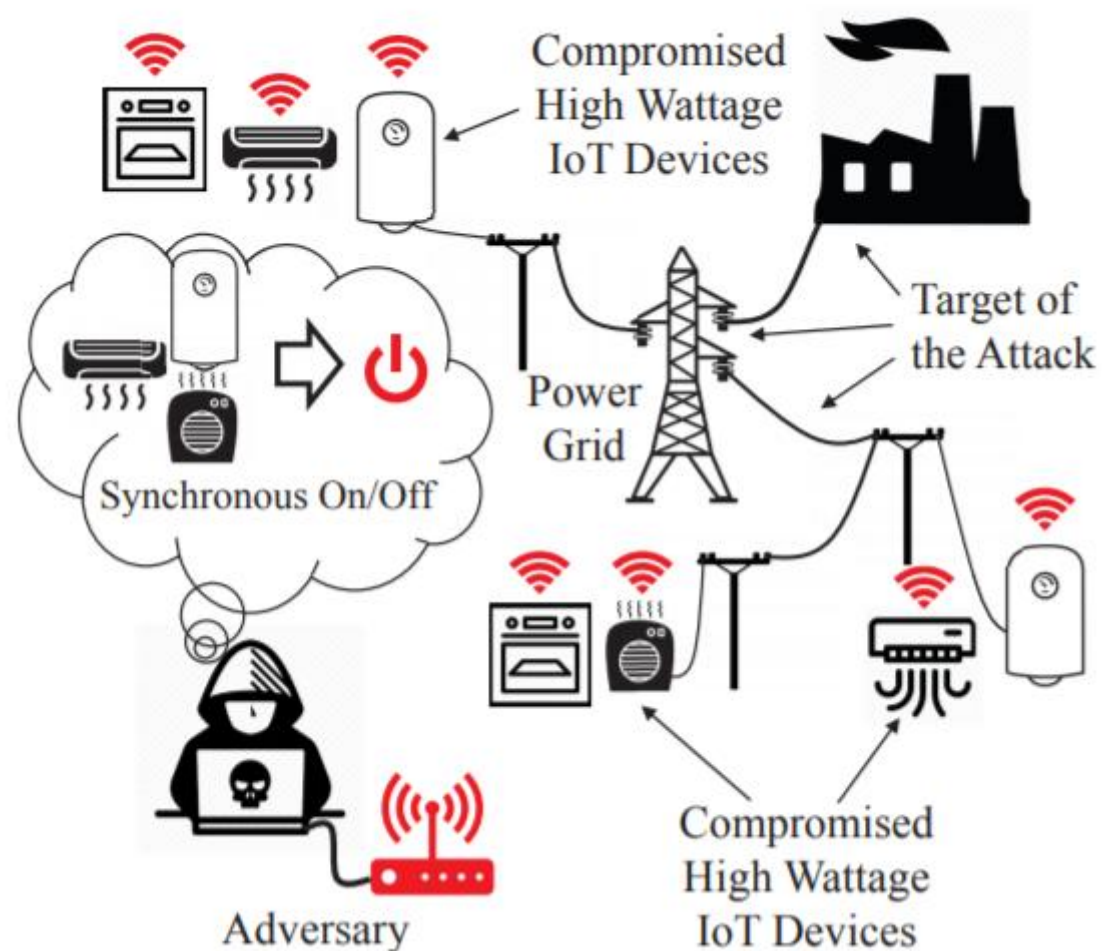 Compromised
High Wattage
IoT Devices
Target of
the Attack
Power
Grid
Synchronous On/Off
Adversary
Compromised
High Wattage
IoT Devices